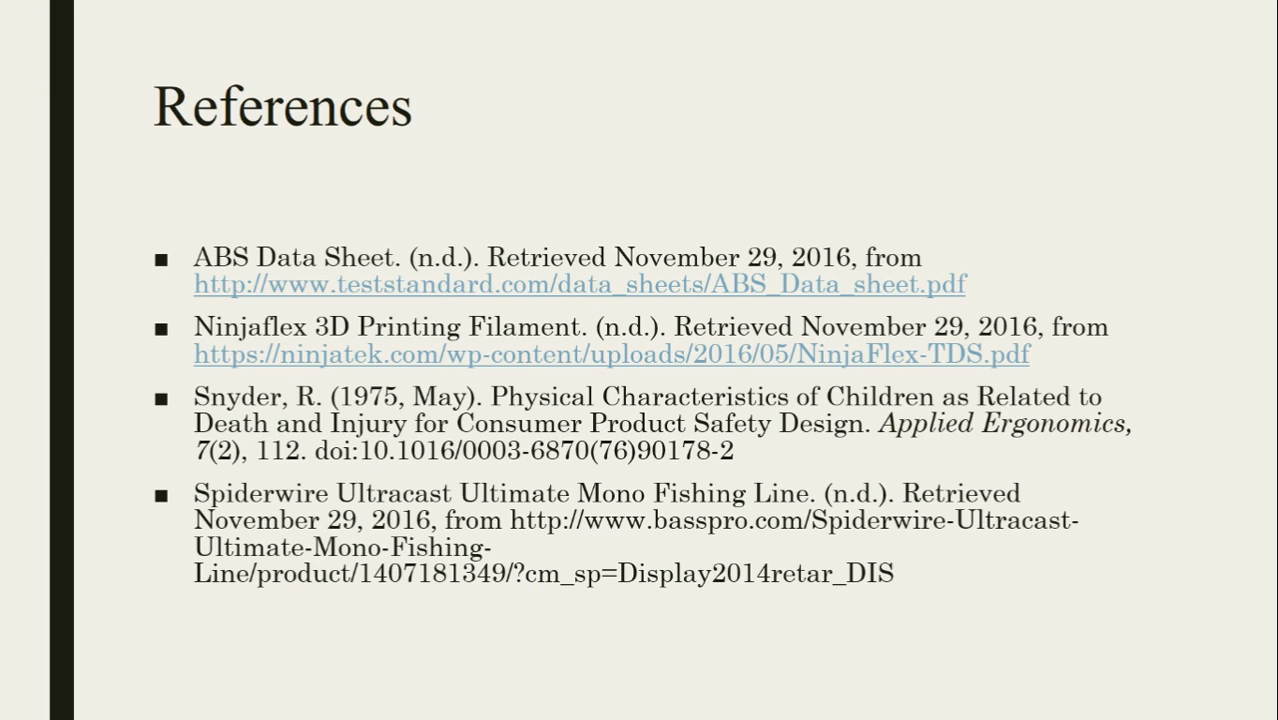 References
■ ABS Data Sheet. (n.d.). Retrieved November 29, 2016, from
http://www.teststandard.com/data_sheets/ABS_Data_sheet.pdf
■ Ninjaflex 3D Printing Filament. (n.d.). Retrieved November 29, 2016, from
https://ninjatek.com/wp-content/uploads/2016/05/NinjaFlex-TDS.pdf
■ Snyder, R. (1975, May). Physical Characteristics of Children as Related to
Death and Injury for Consumer Product Safety Design. Applied Ergonomics,
7(2), 112. doi:10.1016/0003-6870(76)90178-2
■ Spiderwire Ultracast Ultimate Mono Fishing Line. (n.d.). Retrieved
November 29, 2016, from http://www.basspro.com/Spiderwire-Ultracast-
Ultimate-Mono-Fishing-
Line/product/1407181349/?cm_sp=Display2014retar_DIS